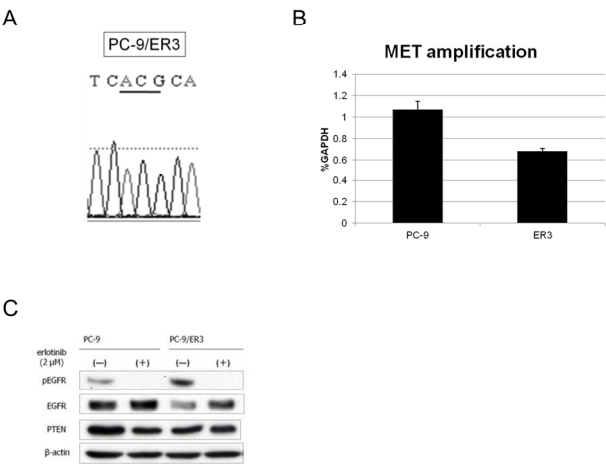 A
PC-9/ER3
T C A C G C A
B
MET amplification
%GAPDH
1.4
1.2
1
0.8
0.6
0.4
0.2
0
PC-9
ER3
C
PC-9
PC-9/ER3
erlotinib
(2 μM)
(—) (+) (—) (+)
pEGFR
EGFR
PTEN
β-actin